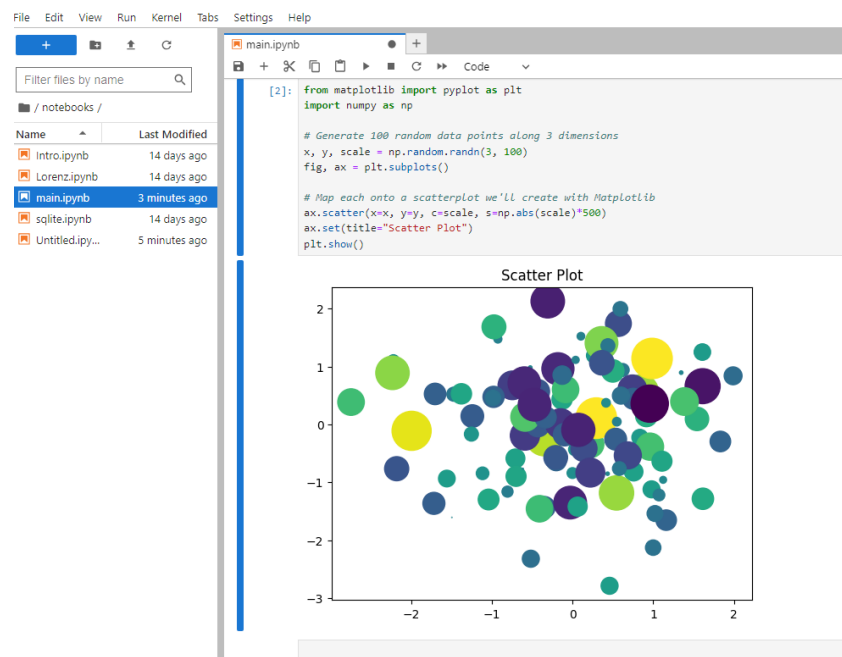 File Edit View Run Kernel Tabs Settings Help
main.ipynb
Code
Filter files by name
/ notebooks /
Name Last Modified
Intro.ipynb 14 days ago
Lorenz.ipynb 14 days ago
main.ipynb 3 minutes ago
sqlite.ipynb 14 days ago
Untitled.ipy... 5 minutes ago
[2]:
from matplotlib import pyplot as plt
import numpy as np
# Generate 100 random data points along 3 dimensions
x, y, scale = np.random.randn(3, 100)
fig, ax = plt.subplots()
# Map each onto a scatterplot we'll create with Matplotlib
ax.scatter(x=x, y=y, c=scale, s=np.abs(scale)*500)
ax.set(title="Scatter Plot")
plt.show()
Scatter Plot
2
1
0
−1
−2
−3
−2 −1 0 1 2